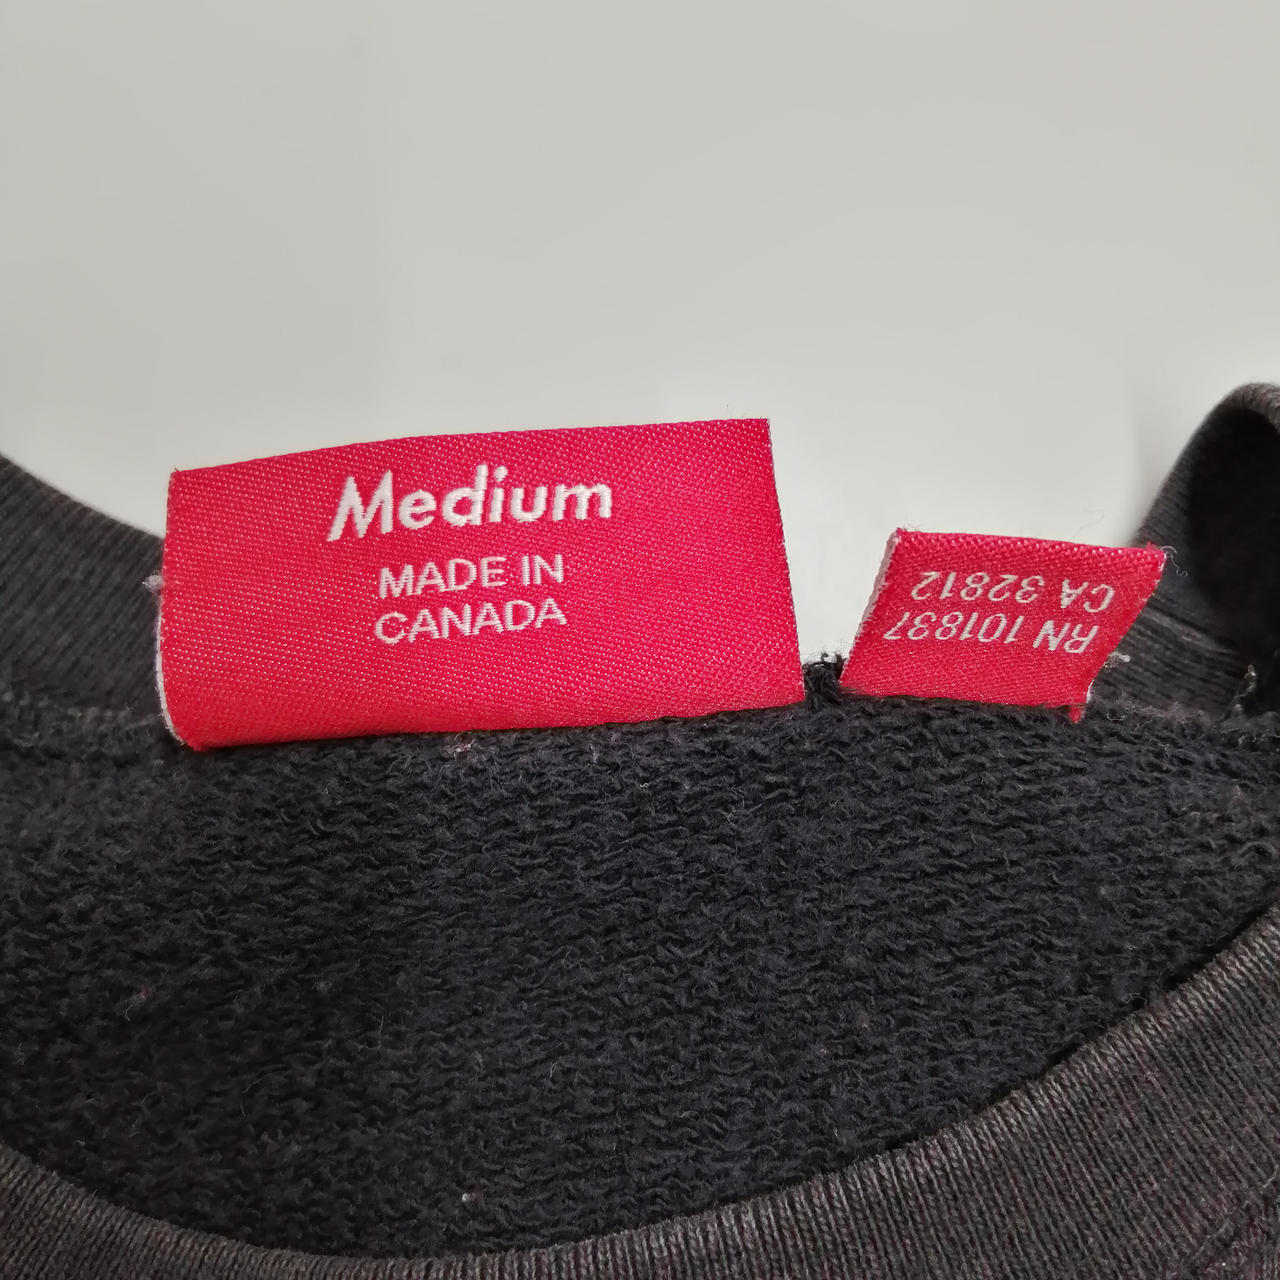 Medium
MADE IN
CANADA
RN 101837
CA 32812